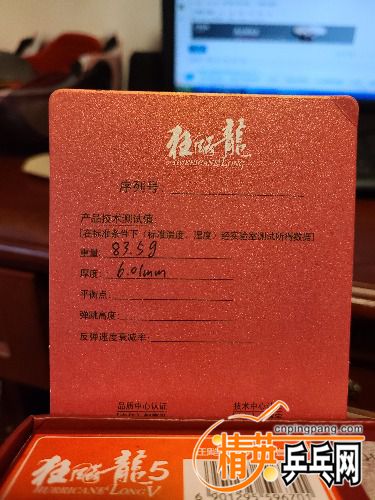 狂飚龍
HURRICANE LONG
序列号
产品技术测试值
[在标准条件下(标准温度、湿度)经实验室测试所得数据]
重量: 83.5g
厚度: 6.01mm
平衡点:
弹跳高度:
反弹速度衰减率:
品质中心认证
技术中心认
狂飚龍5
HURRICANE LONG V
cnpingpang.com
精英乒乓网